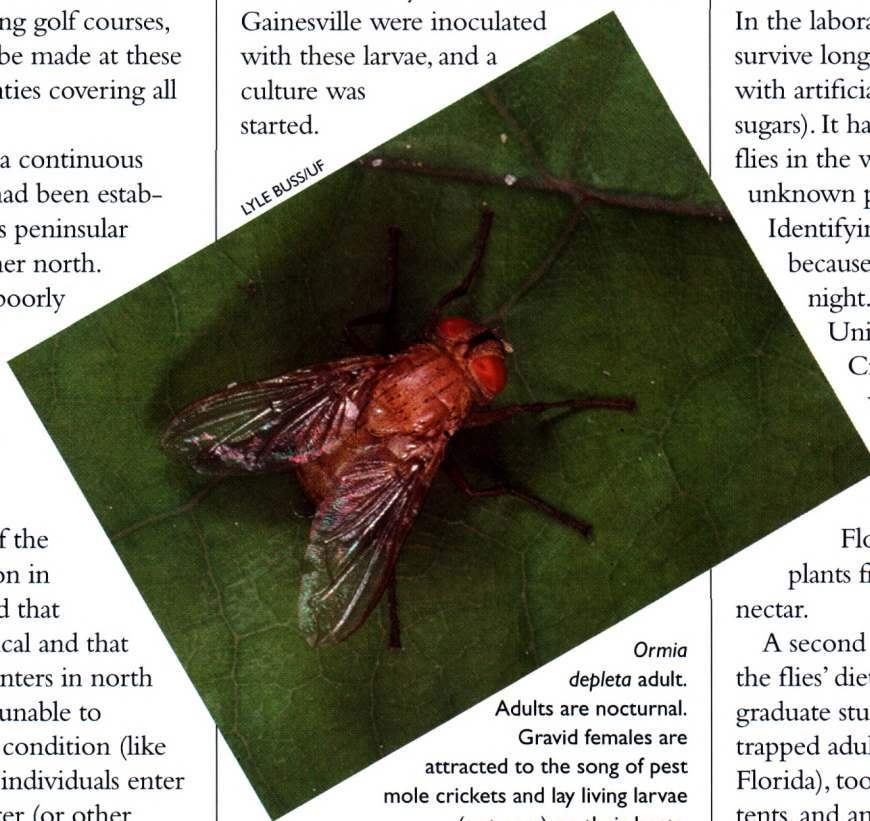 ng golf courses,
be made at these
nties covering all
a continuous
had been estab-
s peninsular
ner north.
poorly
f the
on in
d that
cal and that
nters in north
unable to
condition (like
individuals enter
ter (or other
Gainesville were inoculated
with these larvae, and a
culture was
started.
LYLE BUSS/UF
Ormia
depleta adult.
Adults are nocturnal.
Gravid females are
attracted to the song of pest
mole crickets and lay living larvae
In the labora
survive long
with artificia
sugars). It ha
flies in the w
unknown p
Identifyin
because
night.
Uni
Cr
Flo
plants fi
nectar.
A second
the flies' diet
graduate stu
trapped adul
Florida), too
tents, and an